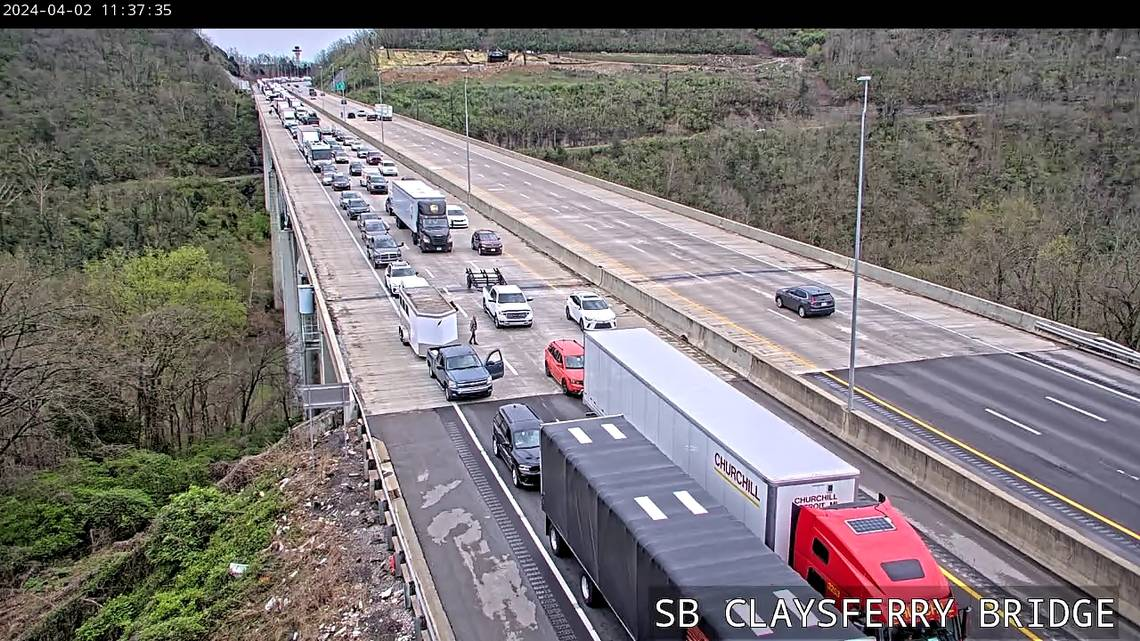 2024-04-02 11:37:35
CHURCHILL
CHURCHILL
SB CLAYSFERRY BRIDGE